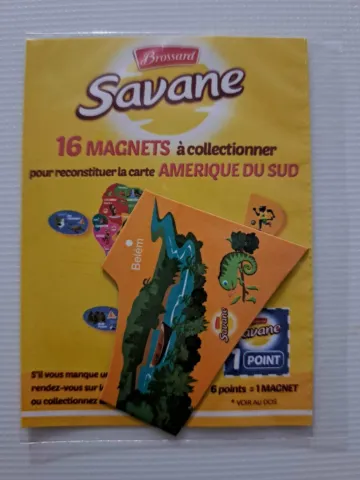 Brossard
Savane
16 MAGNETS à collectionner
pour reconstituer la carte AMERIQUE DU SUD
Belém
Savane
Savane
1 POINT
S'il vous manque un
rendez-vous sur l
ou collectionnez
6 points = 1 MAGNET
* VOIR AU DOS